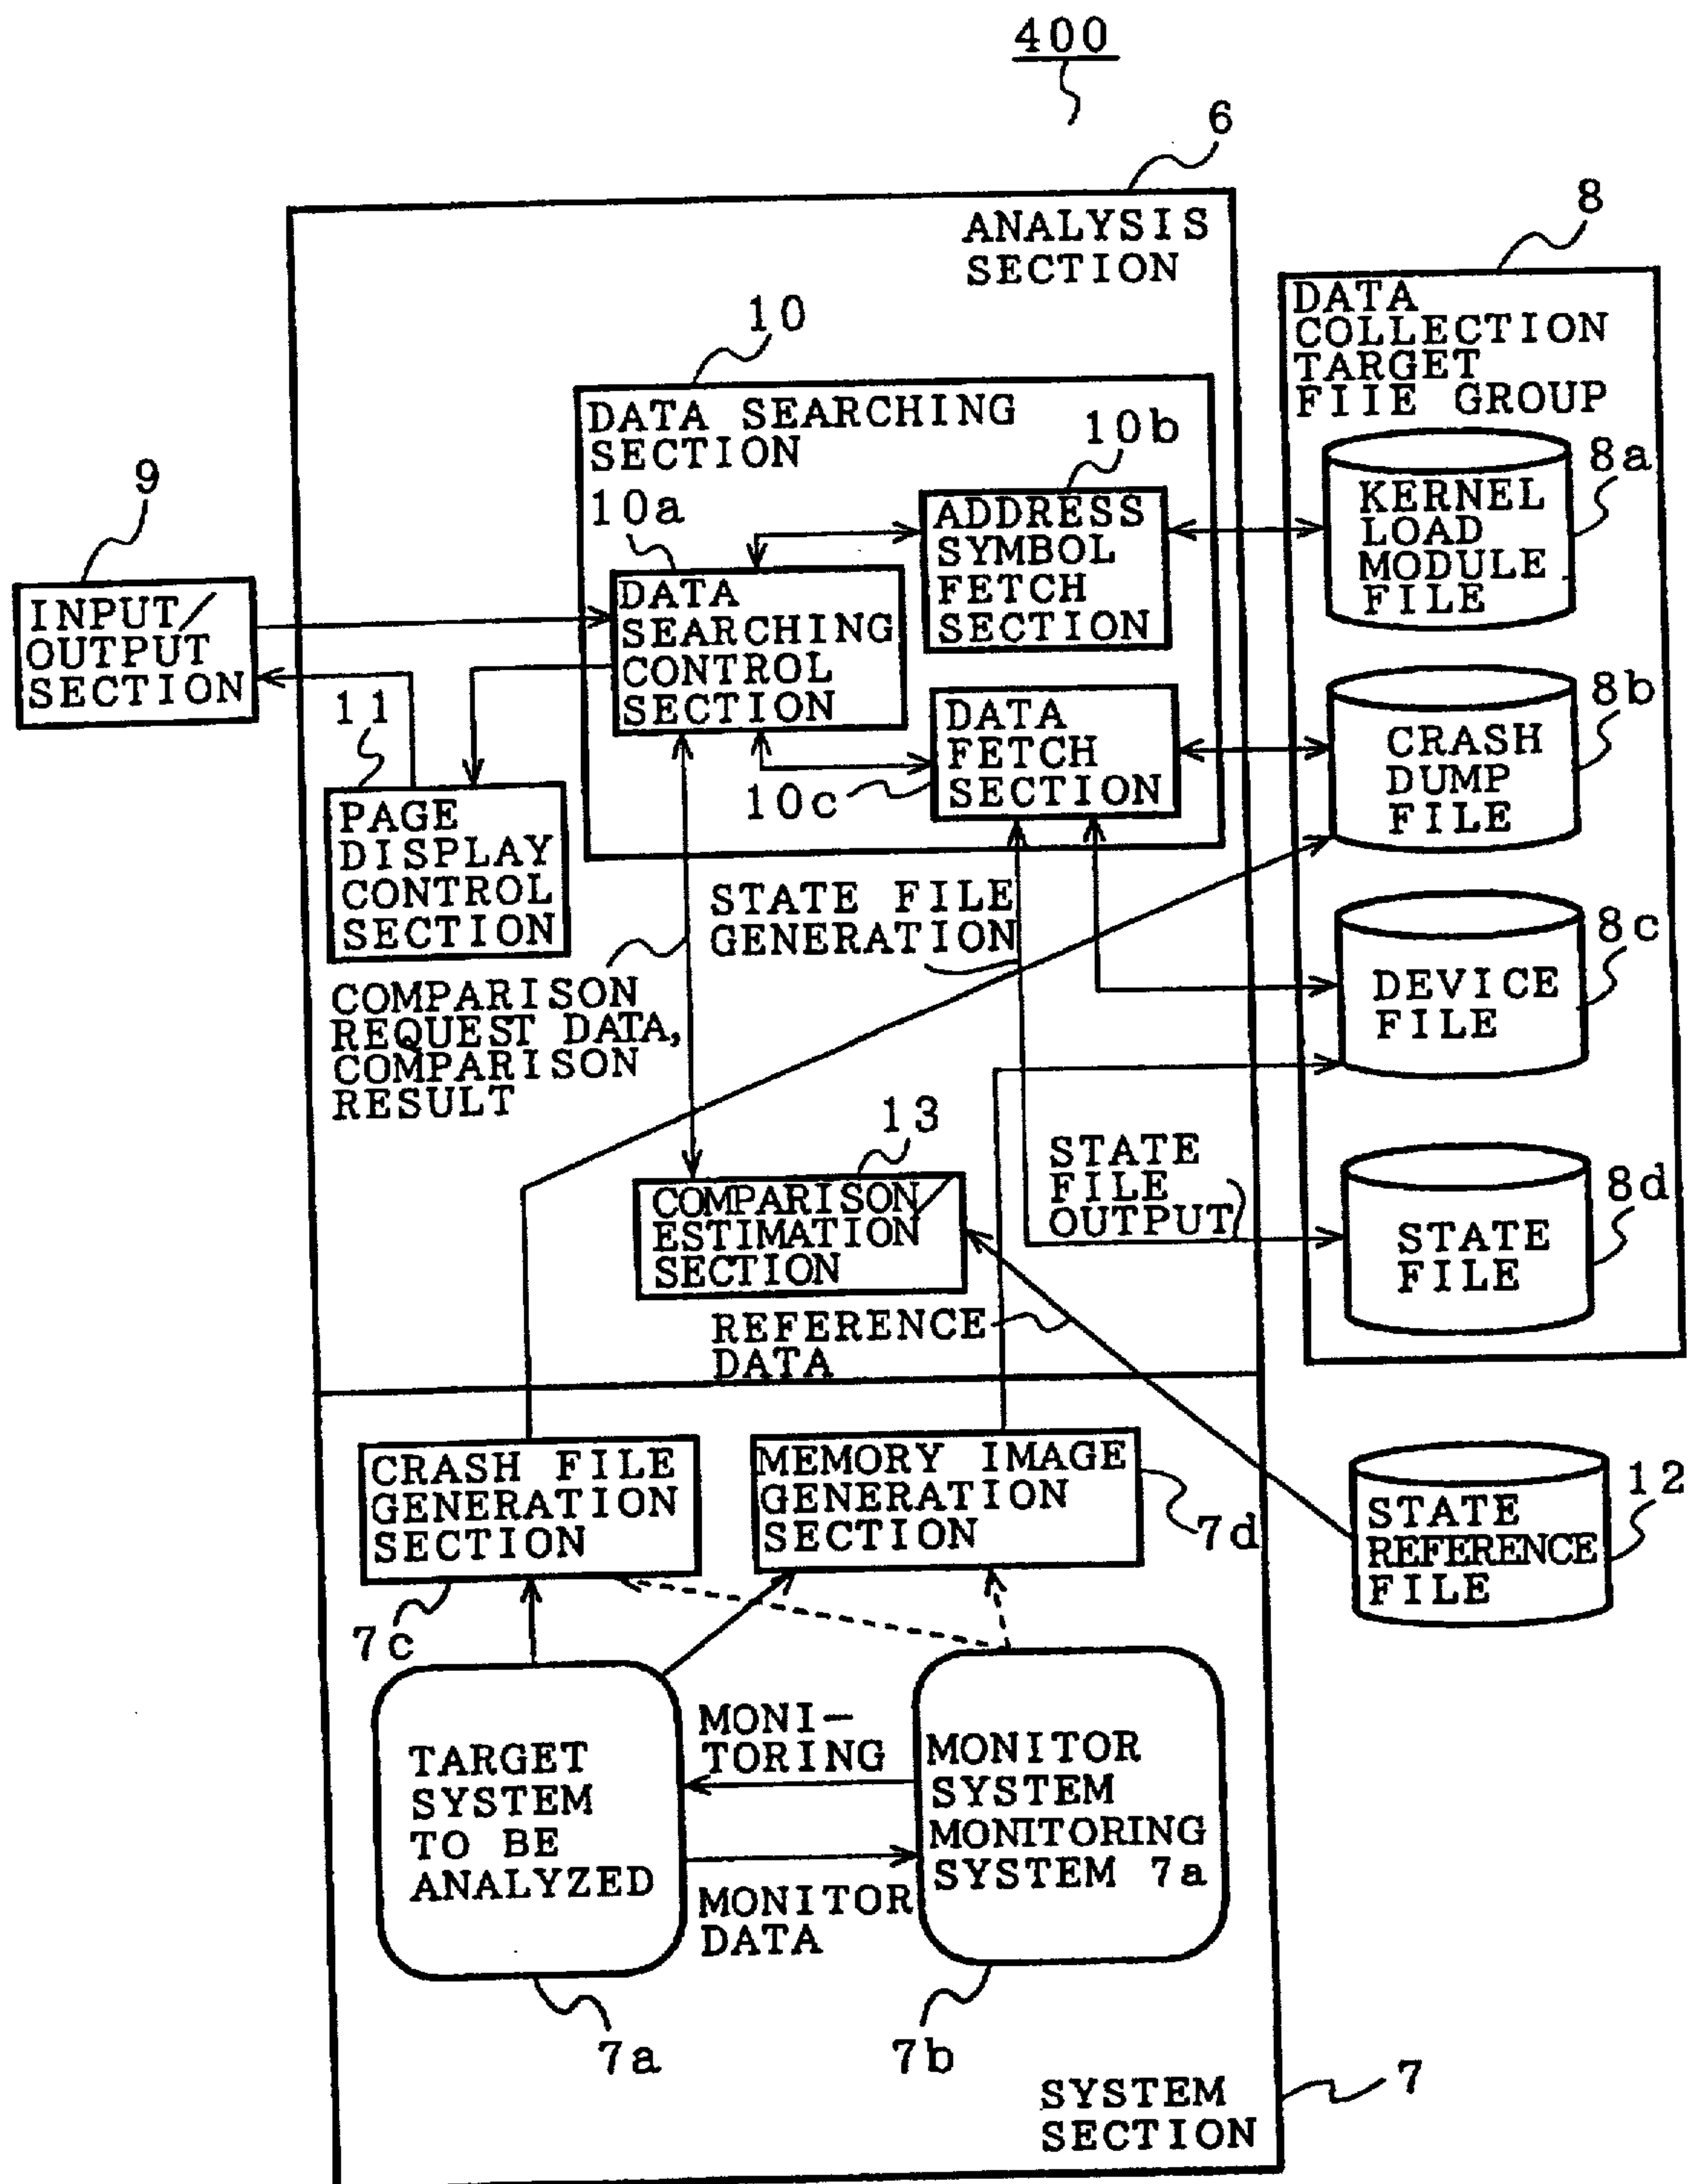 400
6
ANALYSIS
SECTION
8
DATA
COLLECTION
TARGET
FIIE GROUP
10
DATA SEARCHING
SECTION
10b
10a
ADDRESS
SYMBOL
FETCH
SECTION
8a
KERNEL
LOAD
MODULE
FILE
9
INPUT/
OUTPUT
SECTION
DATA
SEARCHING
CONTROL
SECTION
11
PAGE
DISPLAY
CONTROL
SECTION
DATA
FETCH
SECTION
10c
8b
CRASH
DUMP
FILE
STATE FILE
GENERATION
8c
DEVICE
FILE
COMPARISON
REQUEST DATA,
COMPARISON
RESULT
13
COMPARISON
ESTIMATION
SECTION
STATE
FILE
OUTPUT
8d
STATE
FILE
REFERENCE
DATA
CRASH FILE
GENERATION
SECTION
7c
MEMORY IMAGE
GENERATION
SECTION
7d
12
STATE
REFERENCE
FILE
TARGET
SYSTEM
TO BE
ANALYZED
MONI-
TORING
MONITOR
DATA
MONITOR
SYSTEM
MONITORING
SYSTEM 7a
7a
7b
7
SYSTEM
SECTION